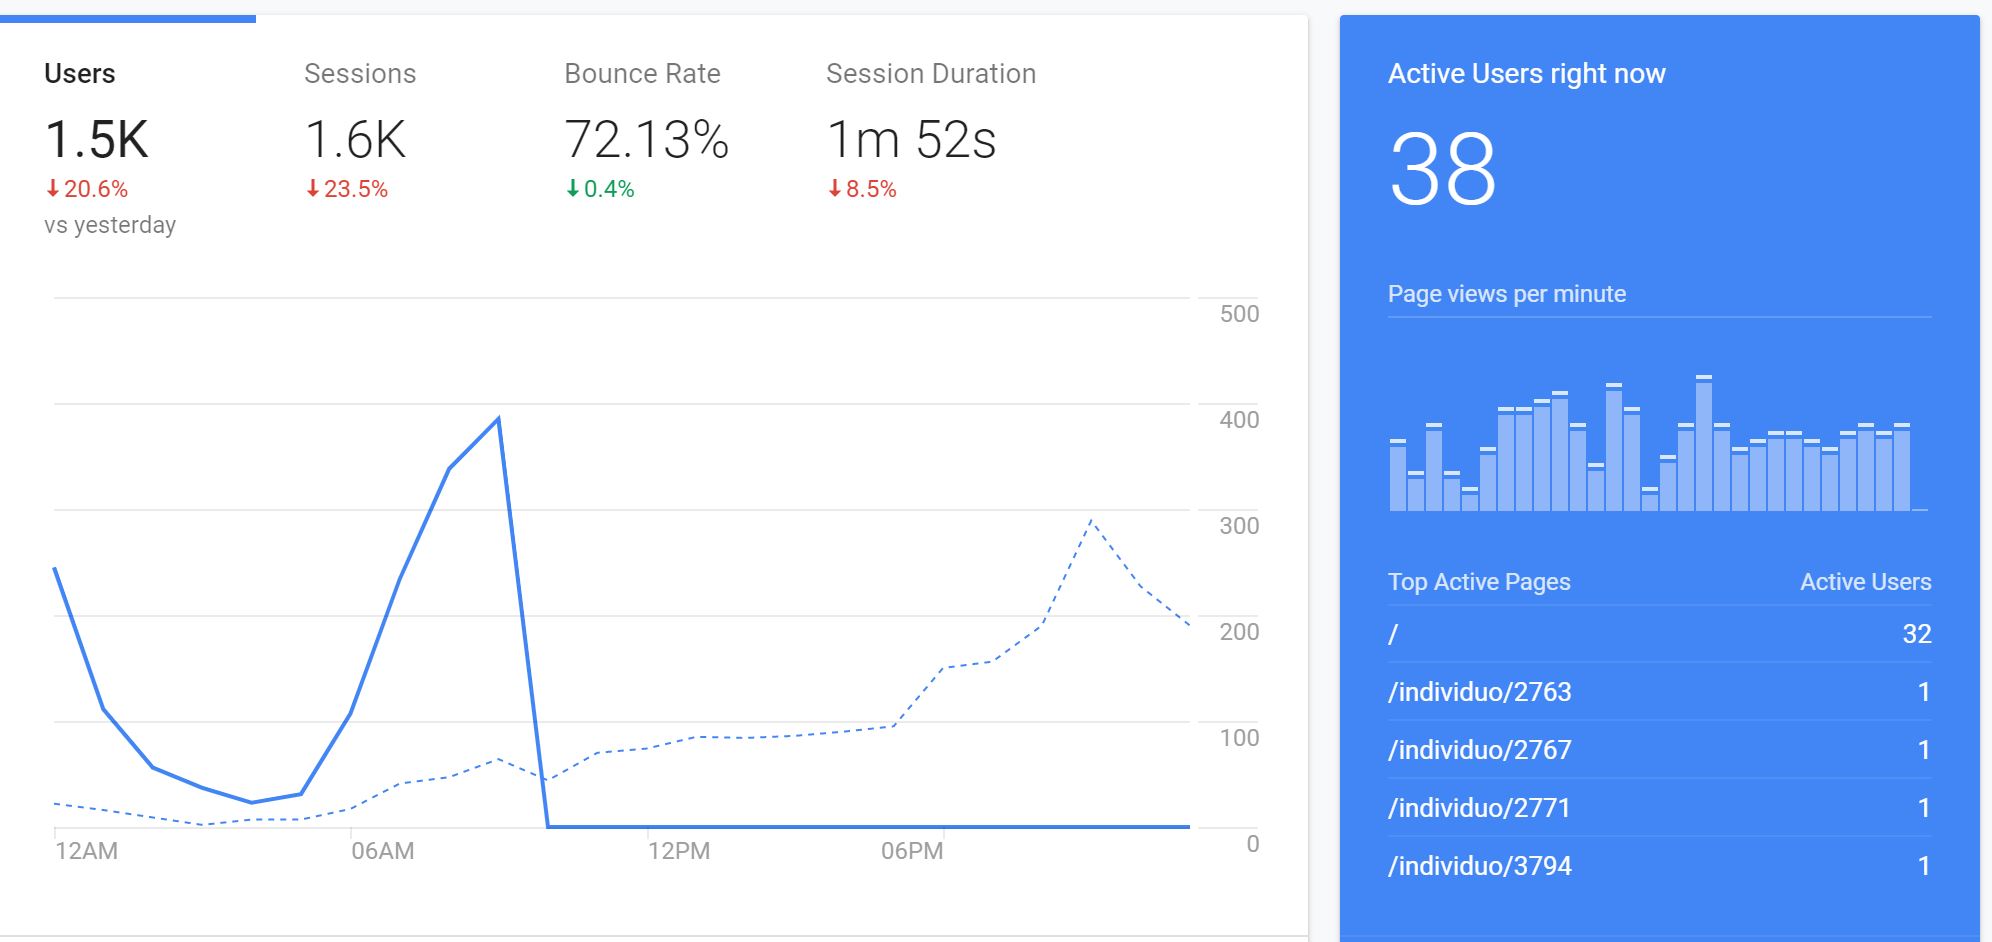 Users
Sessions
Bounce Rate
Session Duration
1.5K
1.6K
72.13%
1m 52s
20.6%
23.5%
0.4%
8.5%
vs yesterday
500
400
300
200
100
0
12AM
06AM
12PM
06PM
Active Users right now
38
Page views per minute
Top Active Pages Active Users
/ 32
/individuo/2763 1
/individuo/2767 1
/individuo/2771 1
/individuo/3794 1